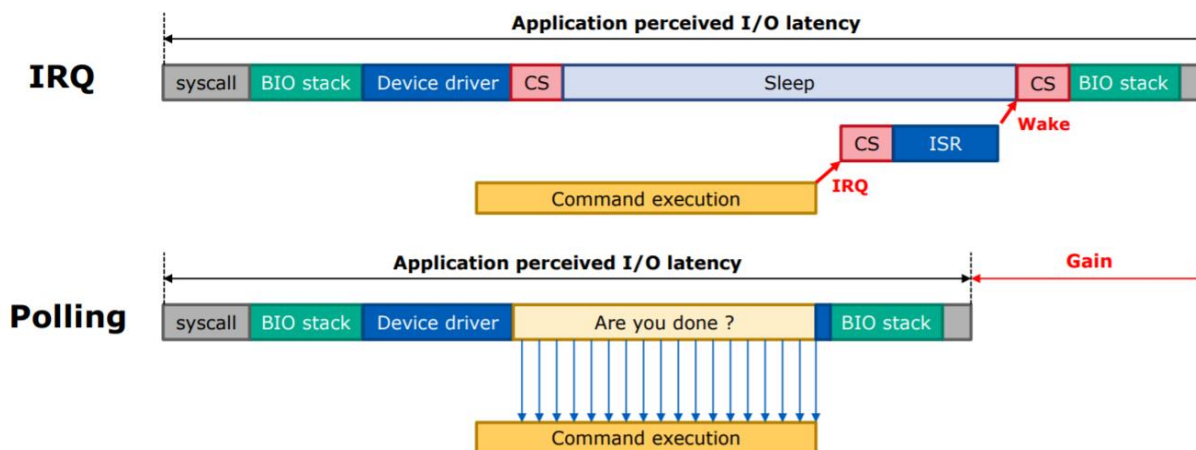 Application perceived I/O latency
IRQ
syscall BIO stack Device driver CS Sleep CS BIO stack
Wake
CS ISR
IRQ
Command execution
Application perceived I/O latency Gain
Polling
syscall BIO stack Device driver Are you done ? BIO stack
Command execution